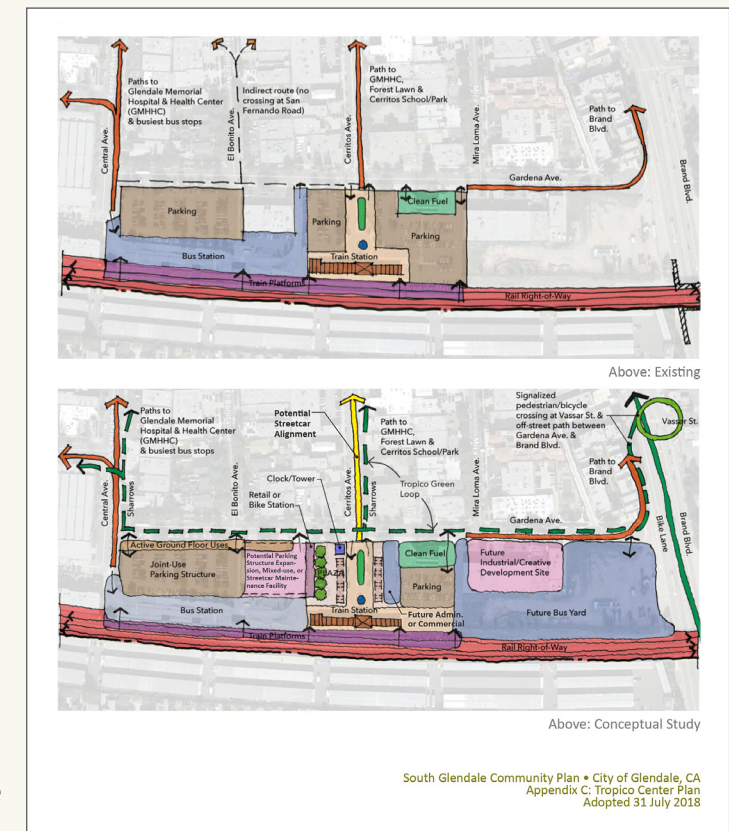 Paths to
Glendale Memorial
Hospital & Health Center
(GMHHC)
& busiest bus stops
Indirect route (no
crossing at San
Fernando Road)
Path to
GMHHC,
Forest Lawn &
Cerritos School/Park
Path to
Brand
Blvd.
Central Ave.
El Bonito Ave.
Cerritos Ave.
Mira Loma Ave.
Gardena Ave.
Brand Blvd.
Parking
Parking
Clean Fuel
Parking
Bus Station
Train Station
Train Platforms
Rail Right-of-Way
Above: Existing
Paths to
Glendale Memorial
Hospital & Health Center
(GMHHC)
& busiest bus stops
Potential
Streetcar
Alignment
Path to
GMHHC,
Forest Lawn &
Cerritos School/Park
Signalized
pedestrian/bicycle
crossing at Vassar St. &
off-street path between
Gardena Ave. &
Brand Blvd.
Vassar St.
Path to
Brand
Blvd.
Clock/Tower
Retail or
Bike Station
Tropico Green
Loop
Central Ave.
Sharrows
El Bonito Ave.
Cerritos Ave.
Sharrows
Mira Loma Ave.
Gardena Ave.
Bike Lane
Brand Blvd.
Active Ground Floor Uses
Joint-Use
Parking Structure
Potential Parking
Structure Expan-
sion, Mixed-use, or
Streetcar Mainte-
nance Facility
PLAZA
Clean Fuel
Parking
Future
Industrial/Creative
Development Site
Bus Station
Train Station
Future Admin.
or Commercial
Future Bus Yard
Train Platforms
Rail Right-of-Way
Above: Conceptual Study
South Glendale Community Plan • City of Glendale, CA
Appendix C: Tropico Center Plan
Adopted 31 July 2018